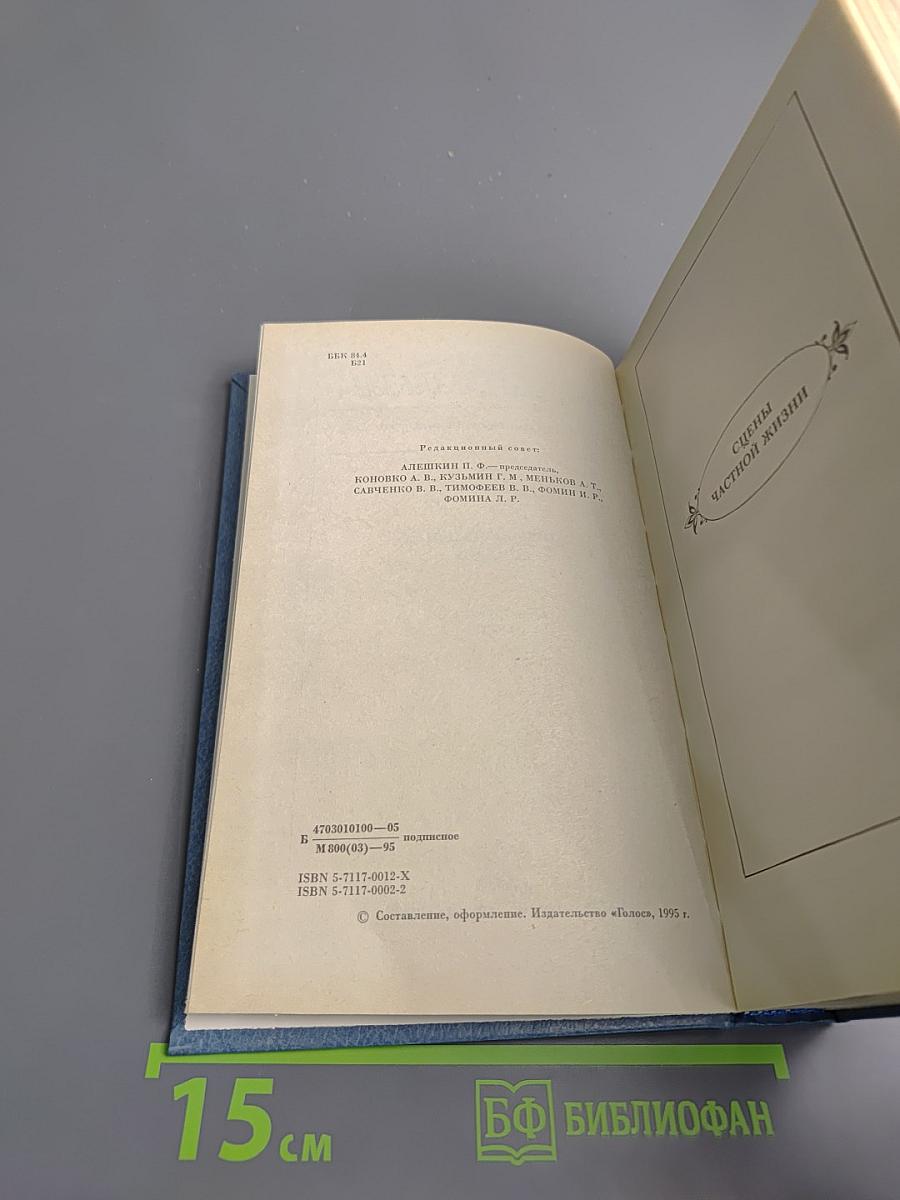 ББК 84.4
Б21
Редакционный совет:
АЛЕШКИН П. Ф.— председатель,
КОНОВКО А. В., КУЗЬМИН Г. М , МЕНЬКОВ А. Т.,
САВЧЕНКО В. В., ТИМОФЕЕВ В. В., ФОМИН И. Р.,
ФОМИНА Л. Р.
Б 4703010100—05 подписное
М800(03)—95
ISBN 5-7117-0012-X
ISBN 5-7117-0002-2
© Составление, оформление. Издательство «Голос», 1995 г.
СЦЕНЫ
ЧАСТНОЙ ЖИЗНИ
15 см
БФ БИБЛИОФАН